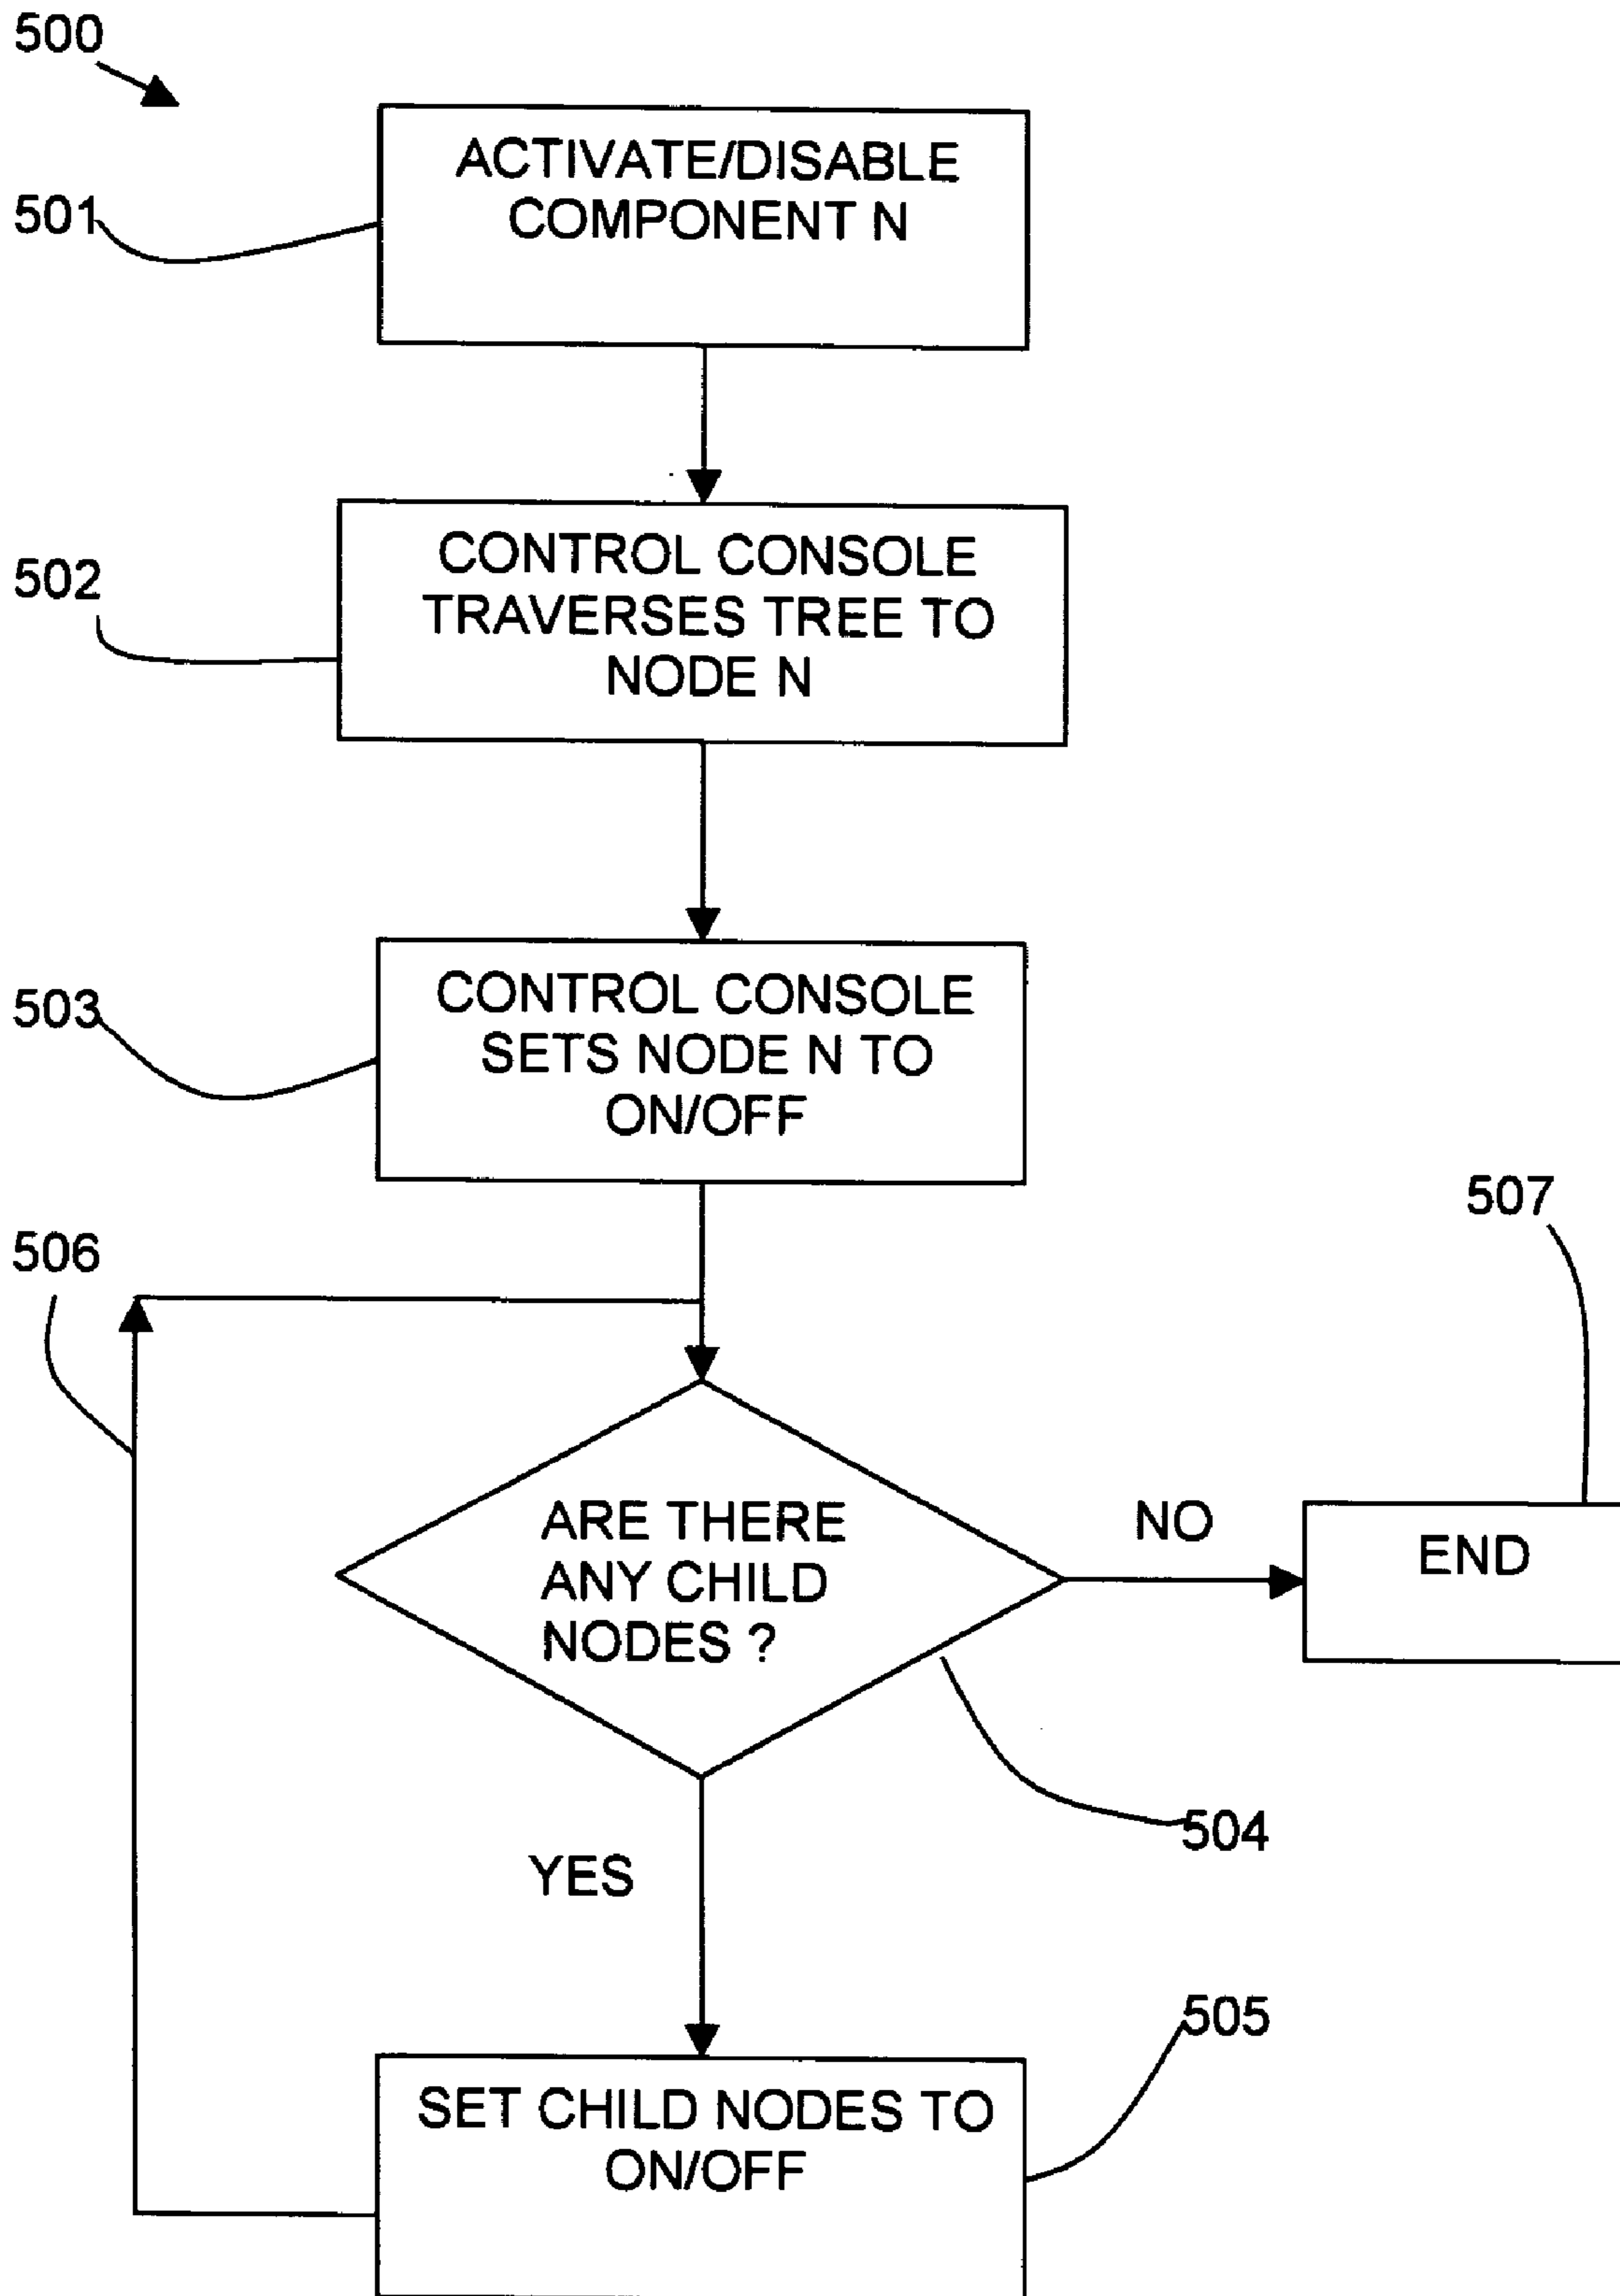 500
ACTIVATE/DISABLE
COMPONENT N
501
CONTROL CONSOLE
TRAVERSES TREE TO
NODE N
502
CONTROL CONSOLE
SETS NODE N TO
ON/OFF
503
507
506
ARE THERE
ANY CHILD
NODES ?
NO
END
504
YES
505
SET CHILD NODES TO
ON/OFF